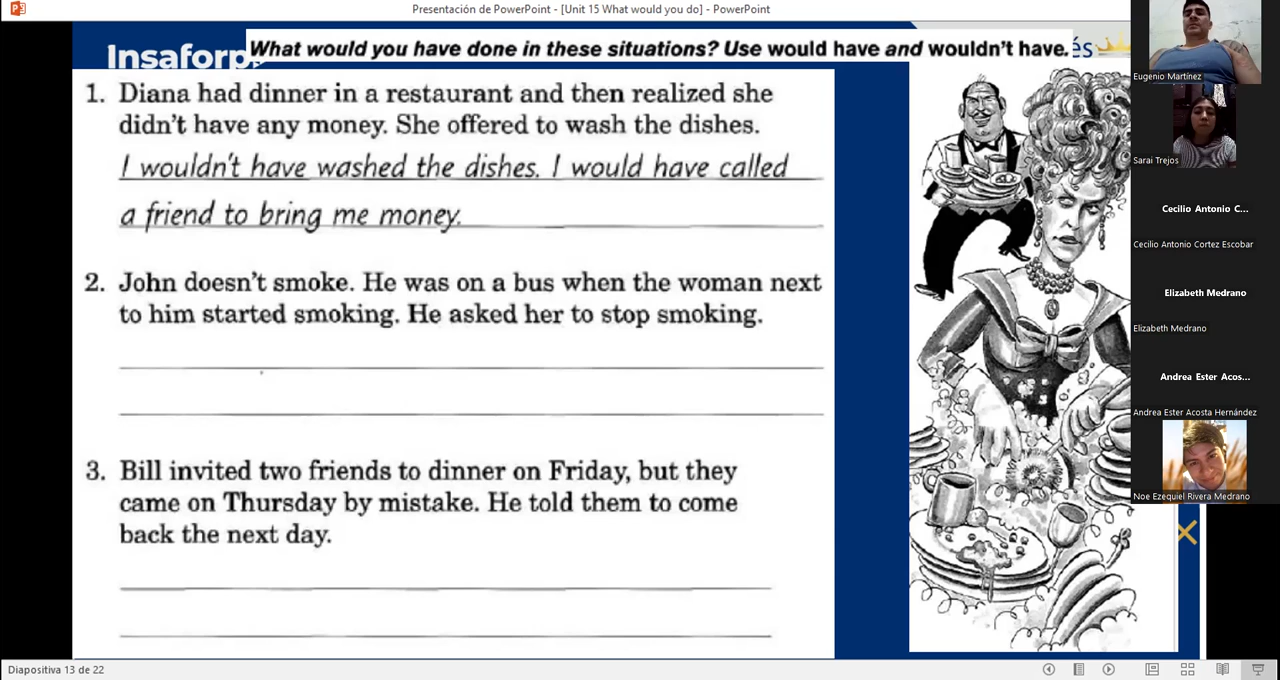 Presentación de PowerPoint - [Unit 15 What would you do] - PowerPoint
Insaforp
What would you have done in these situations? Use would have and wouldn't have.
és
1. Diana had dinner in a restaurant and then realized she
didn't have any money. She offered to wash the dishes.
I wouldn't have washed the dishes. I would have called
a friend to bring me money.
2. John doesn't smoke. He was on a bus when the woman next
to him started smoking. He asked her to stop smoking.
3. Bill invited two friends to dinner on Friday, but they
came on Thursday by mistake. He told them to come
back the next day.
Eugenio Martínez
Sarai Trejos
Cecilio Antonio C...
Cecilio Antonio Cortez Escobar
Elizabeth Medrano
Elizabeth Medrano
Andrea Ester Acos...
Andrea Ester Acosta Hernández
Noe Ezequiel Rivera Medrano
Diapositiva 13 de 22